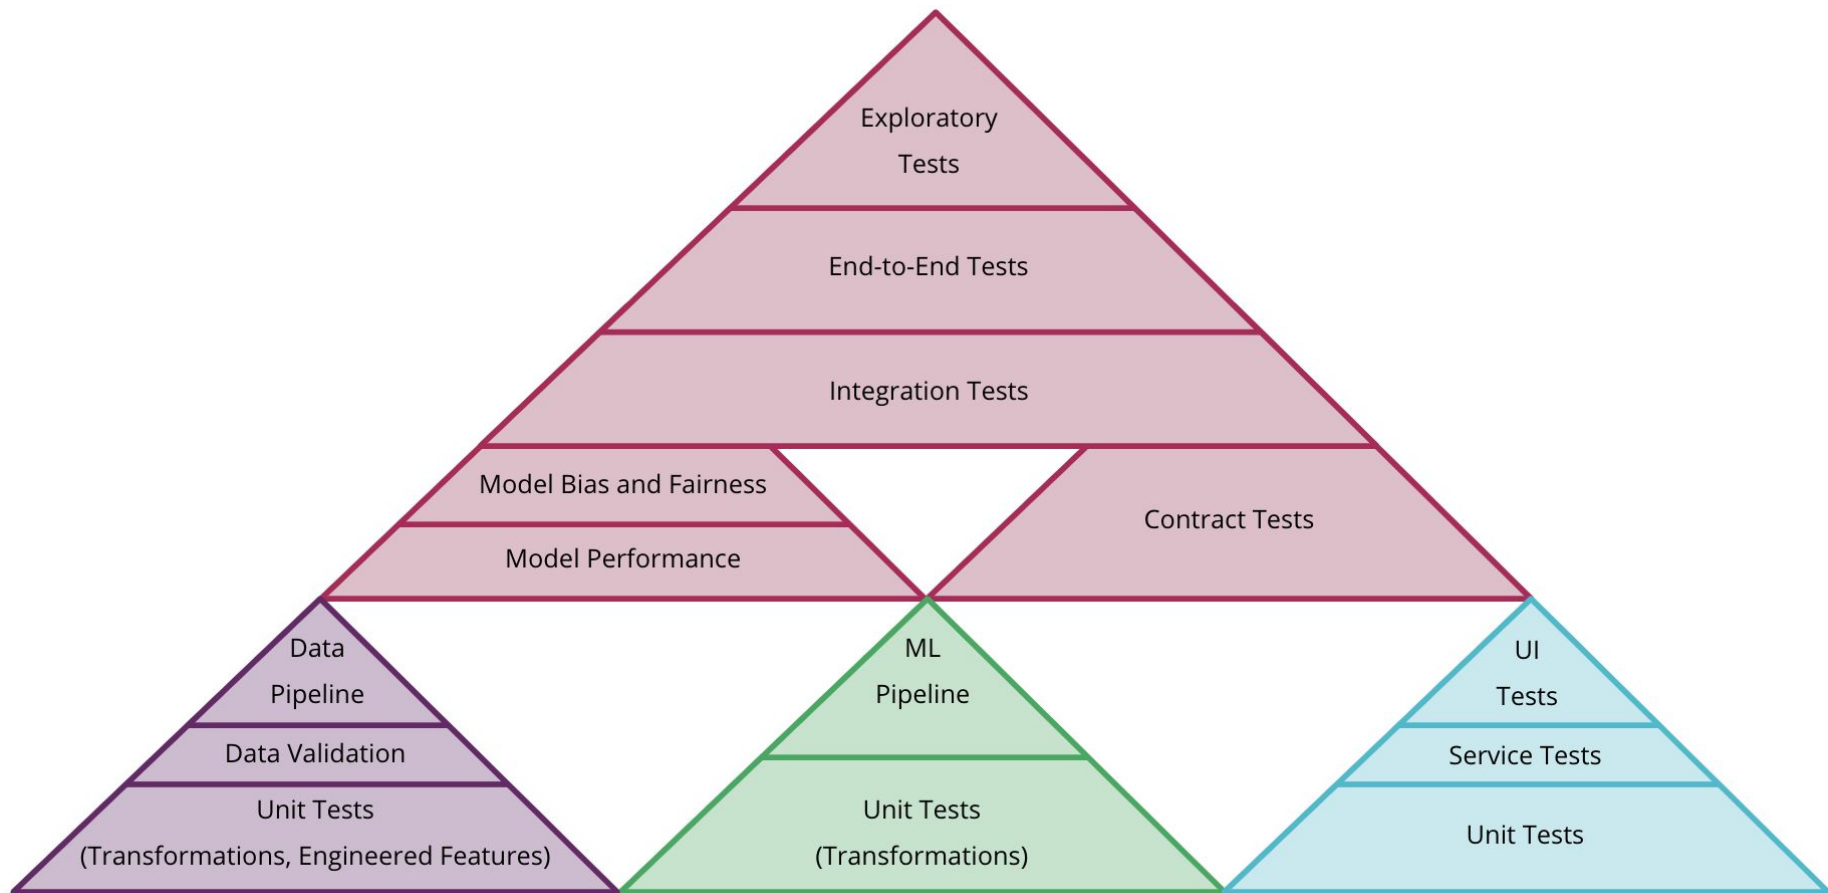 Exploratory
Tests
End-to-End Tests
Integration Tests
Model Bias and Fairness
Model Performance
Contract Tests
Data
Pipeline
Data Validation
Unit Tests
(Transformations, Engineered Features)
ML
Pipeline
Unit Tests
(Transformations)
UI
Tests
Service Tests
Unit Tests